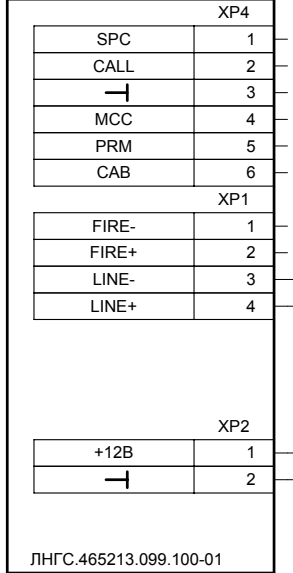 XP4
SPC 1
CALL 2
3
MCC 4
PRM 5
CAB 6
XP1
FIRE- 1
FIRE+ 2
LINE- 3
LINE+ 4
XP2
+12В 1
2
ЛНГС.465213.099.100-01